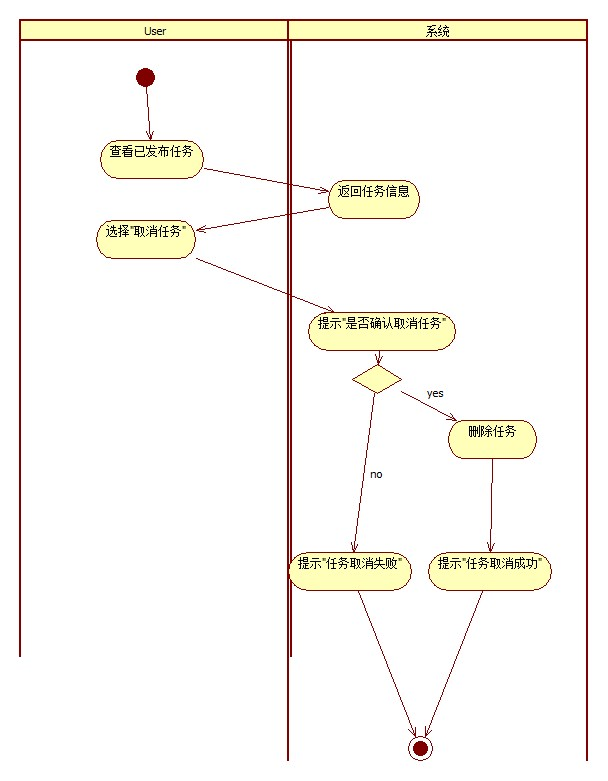 User
系统
查看已发布任务
返回任务信息
选择"取消任务"
提示"是否确认取消任务"
yes
删除任务
no
提示"任务取消失败"
提示"任务取消成功"